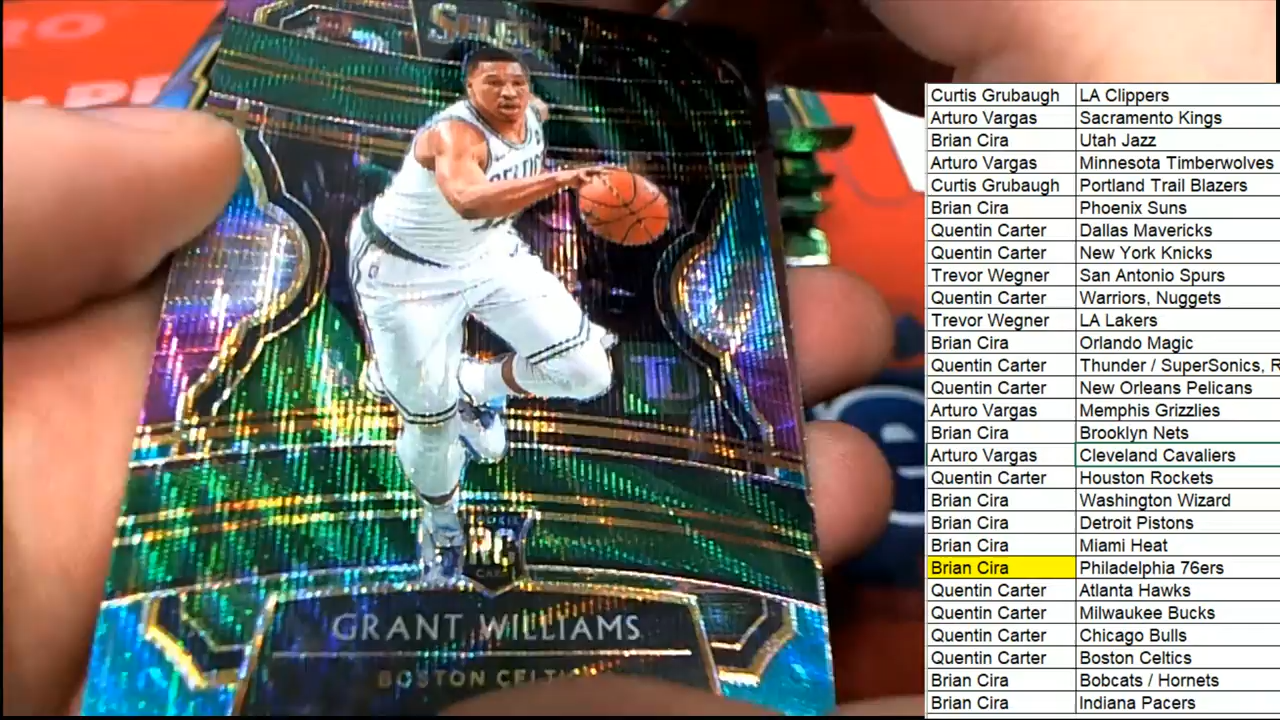 SELECT
CELTIC
ROOKIE
RC
CARD
GRANT WILLIAMS
BOSTON CELTI
Curtis Grubaugh LA Clippers
Arturo Vargas Sacramento Kings
Brian Cira Utah Jazz
Arturo Vargas Minnesota Timberwolves
Curtis Grubaugh Portland Trail Blazers
Brian Cira Phoenix Suns
Quentin Carter Dallas Mavericks
Quentin Carter New York Knicks
Trevor Wegner San Antonio Spurs
Quentin Carter Warriors, Nuggets
Trevor Wegner LA Lakers
Brian Cira Orlando Magic
Quentin Carter Thunder / SuperSonics, R
Quentin Carter New Orleans Pelicans
Arturo Vargas Memphis Grizzlies
Brian Cira Brooklyn Nets
Arturo Vargas Cleveland Cavaliers
Quentin Carter Houston Rockets
Brian Cira Washington Wizard
Brian Cira Detroit Pistons
Brian Cira Miami Heat
Brian Cira Philadelphia 76ers
Quentin Carter Atlanta Hawks
Quentin Carter Milwaukee Bucks
Quentin Carter Chicago Bulls
Quentin Carter Boston Celtics
Brian Cira Bobcats / Hornets
Brian Cira Indiana Pacers